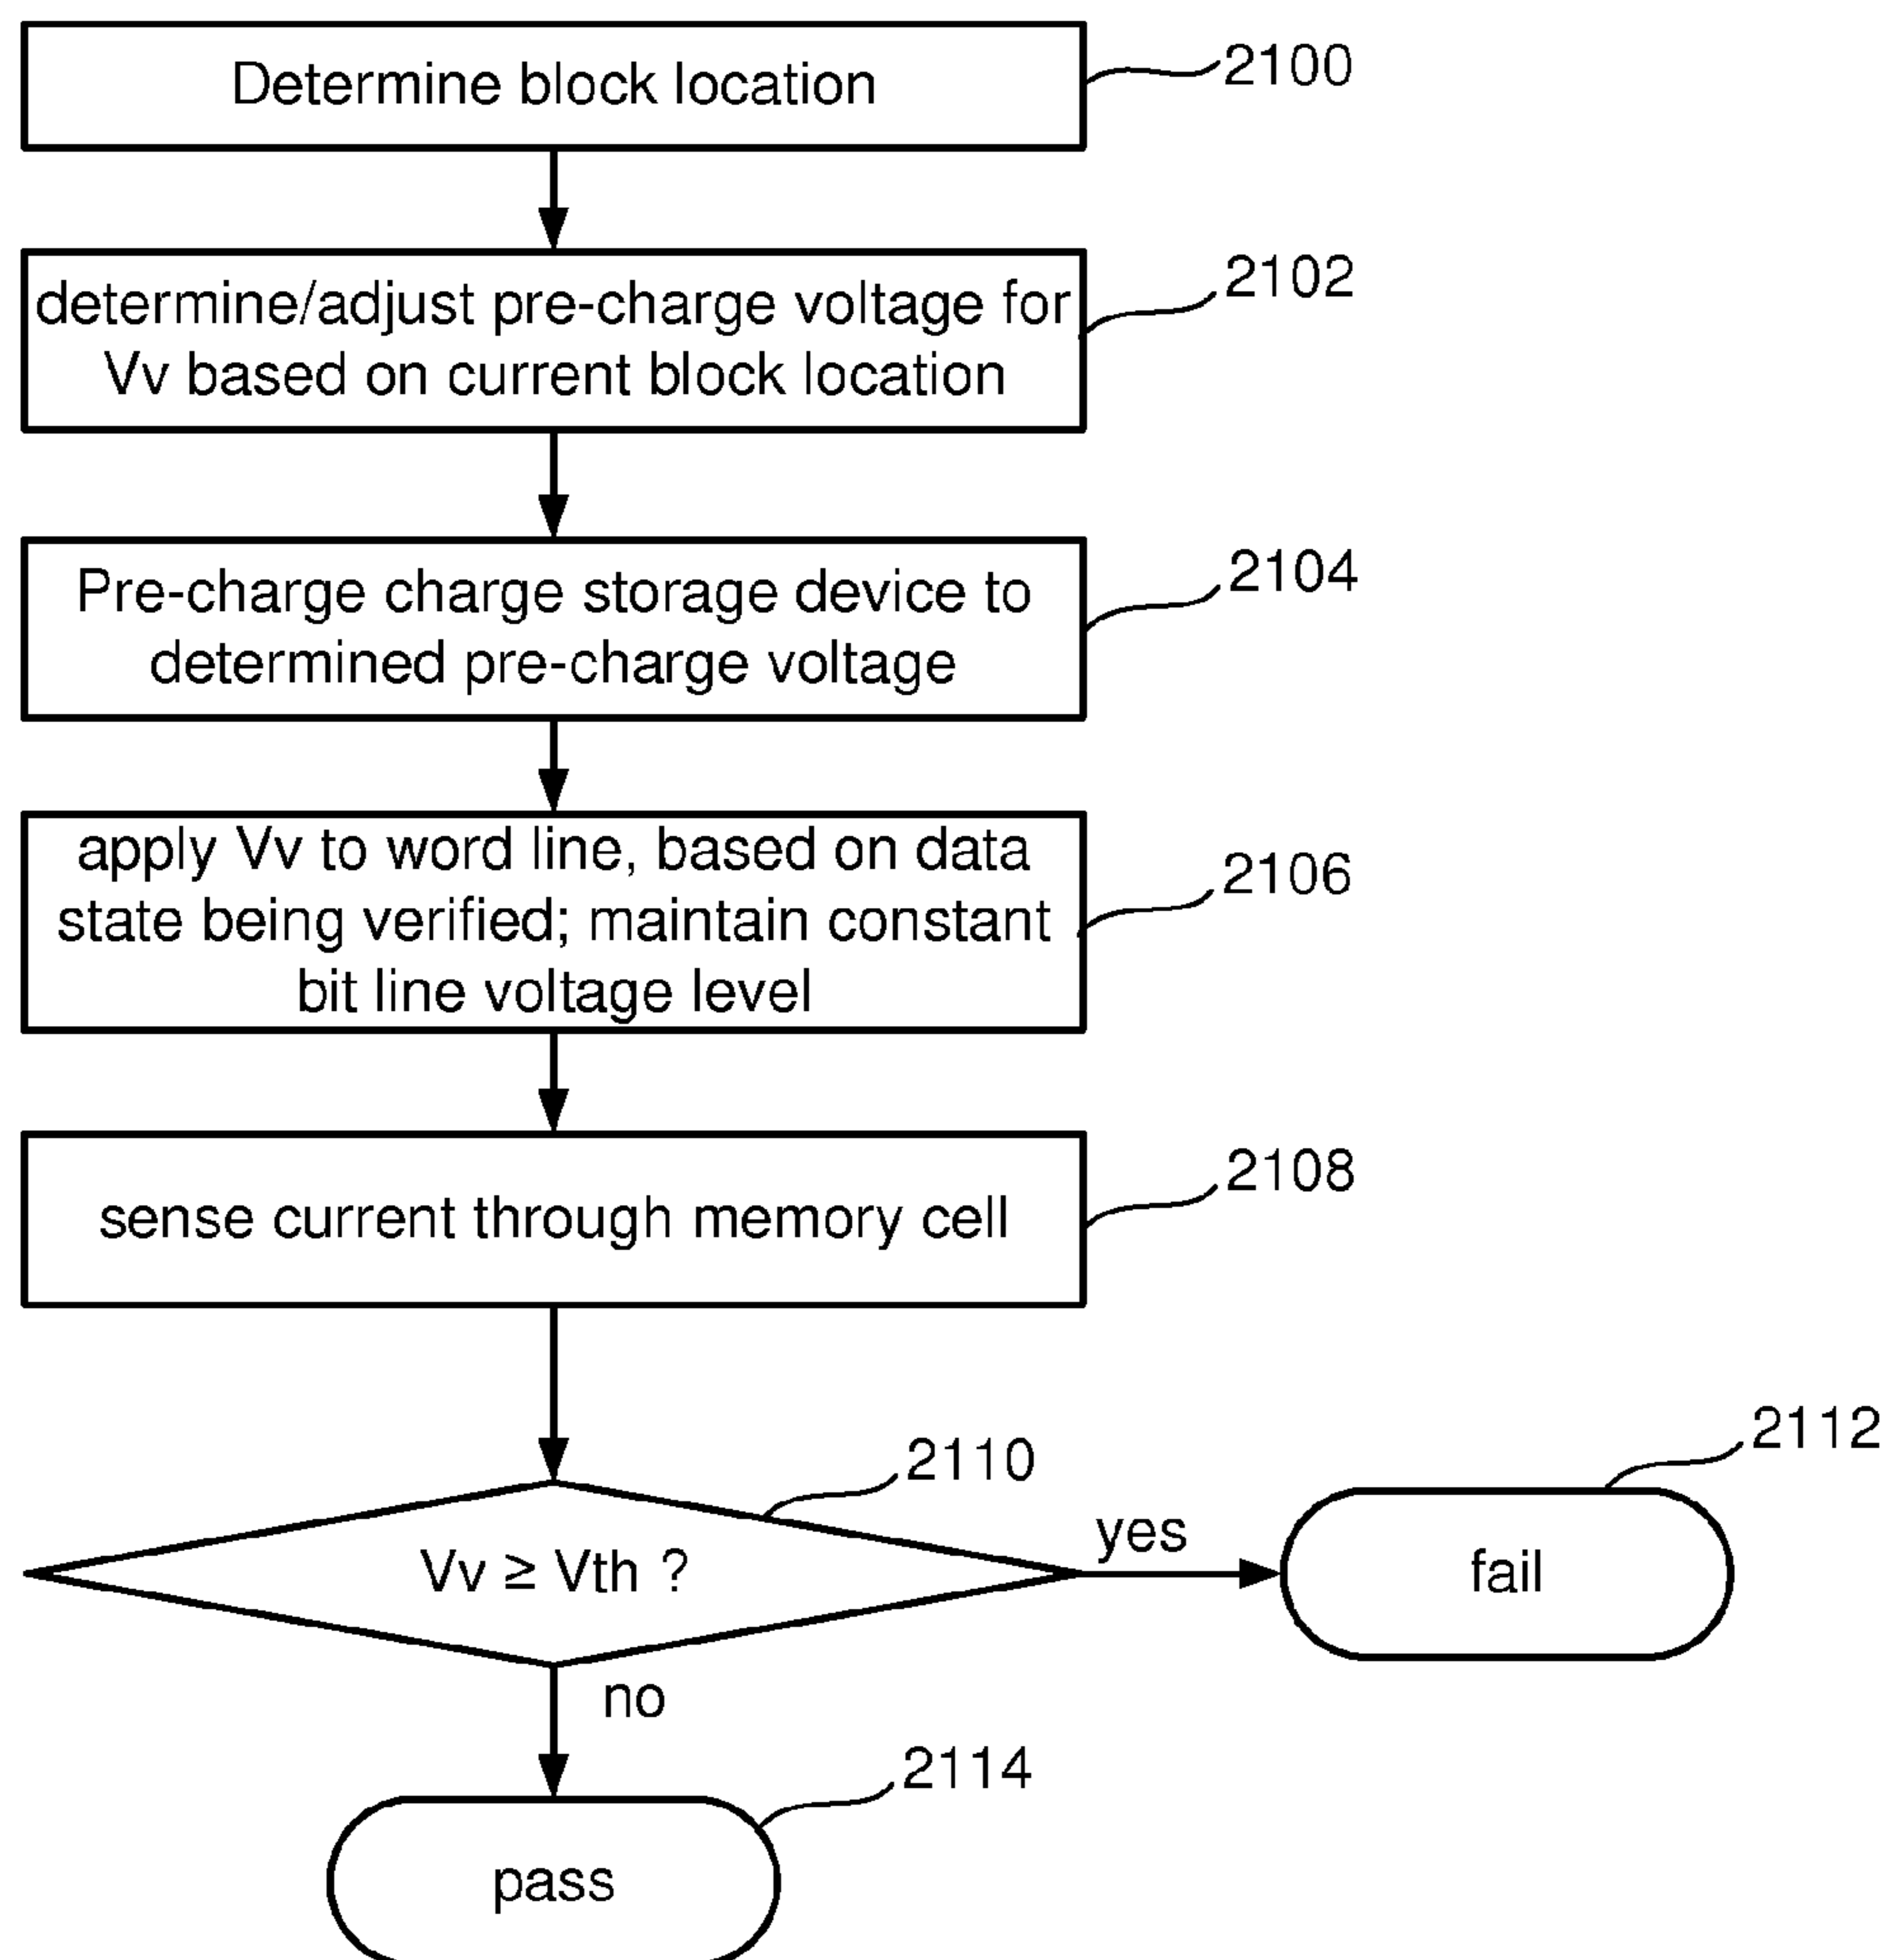 Determine block location
2100
determine/adjust pre-charge voltage for
Vv based on current block location
2102
Pre-charge charge storage device to
determined pre-charge voltage
2104
apply Vv to word line, based on data
state being verified; maintain constant
bit line voltage level
2106
sense current through memory cell
2108
2110
Vv ≥ Vth ?
yes
2112
fail
no
2114
pass